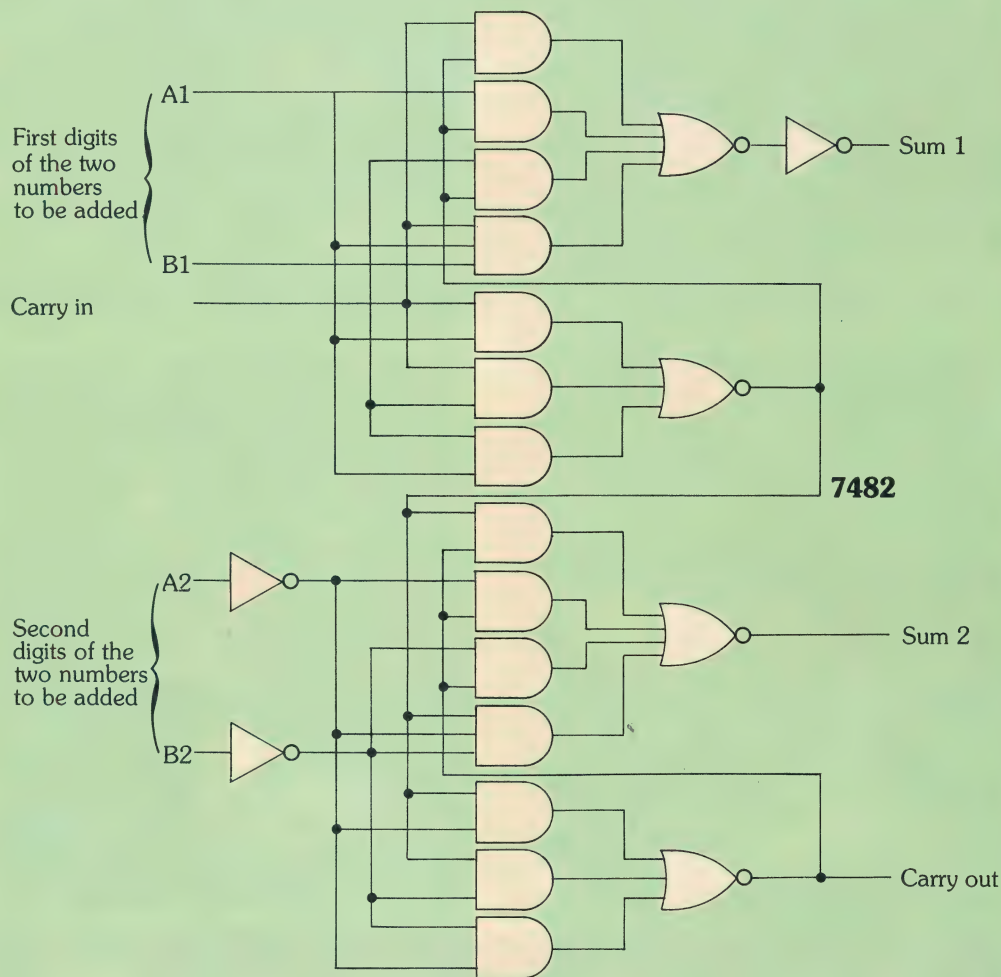 A1
First digits
of the two
numbers
to be added
B1
Carry in
Sum 1
7482
A2
Second
digits of the
two numbers
to be added
B2
Sum 2
Carry out